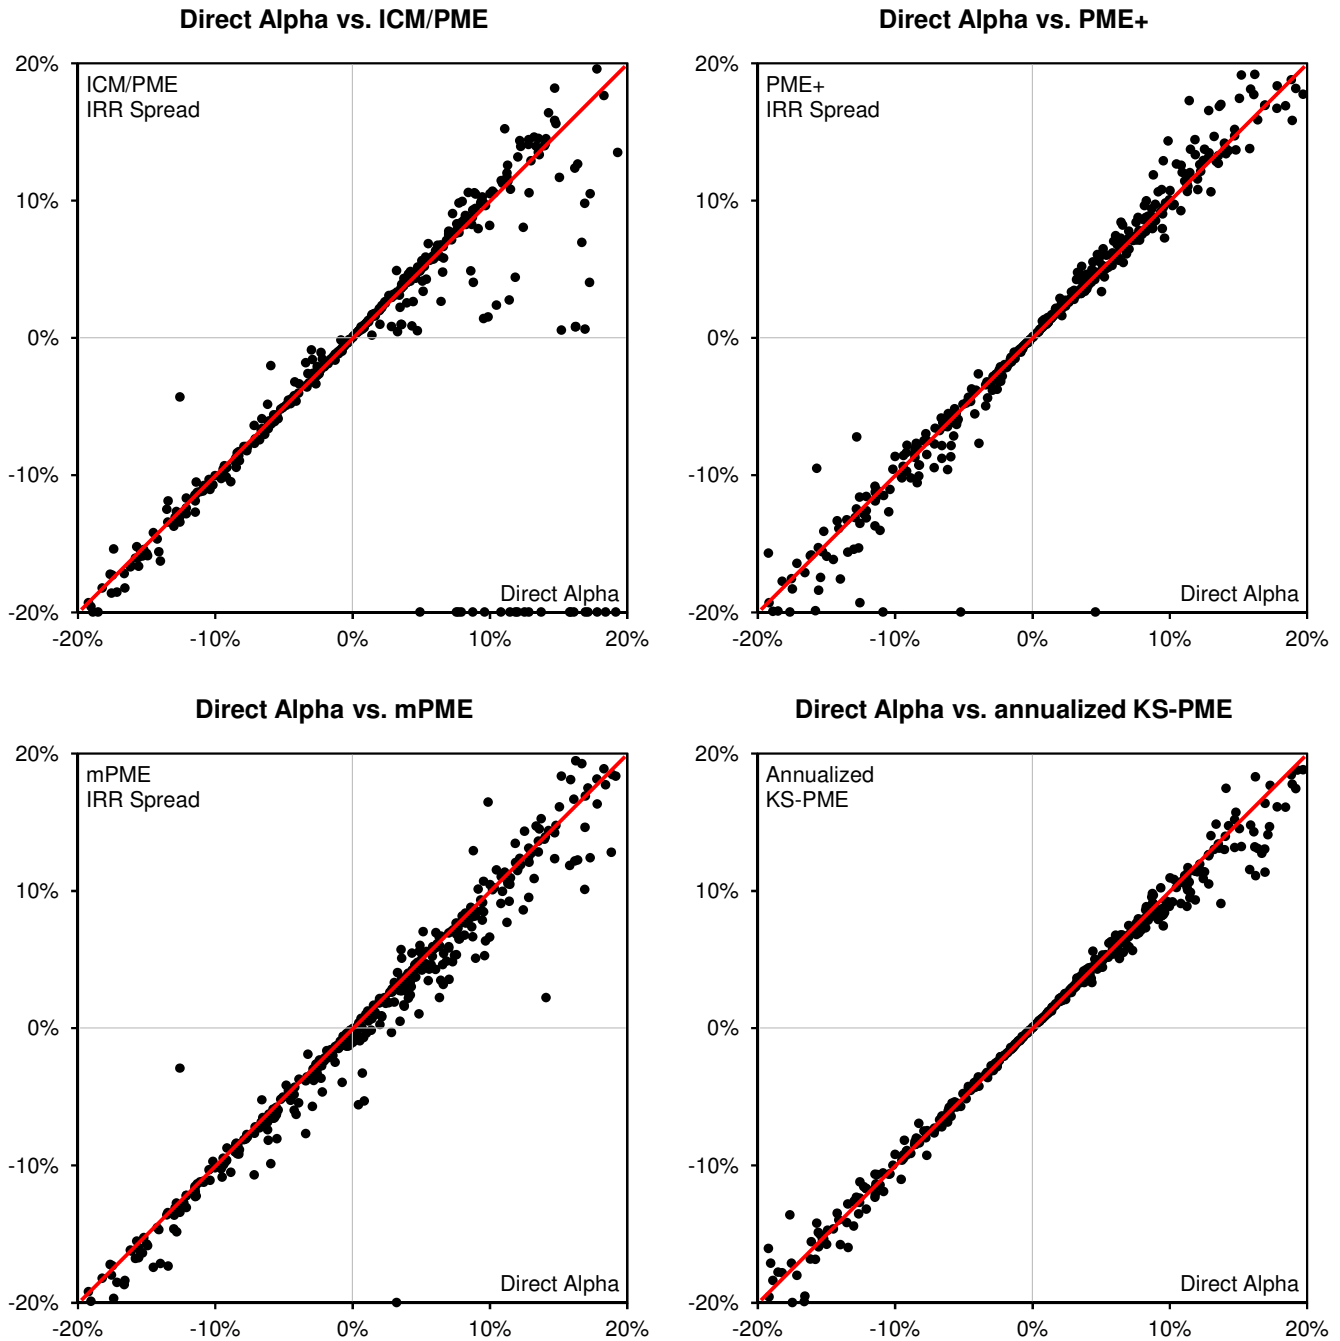 Direct Alpha vs. ICM/PME
20%
ICM/PME
IRR Spread
10%
0%
-10%
Direct Alpha
-20%
-20%
-10%
0%
10%
20%
Direct Alpha vs. PME+
20%
PME+
IRR Spread
10%
0%
-10%
Direct Alpha
-20%
-20%
-10%
0%
10%
20%
Direct Alpha vs. mPME
20%
mPME
IRR Spread
10%
0%
-10%
Direct Alpha
-20%
-20%
-10%
0%
10%
20%
Direct Alpha vs. annualized KS-PME
20%
Annualized
KS-PME
10%
0%
-10%
Direct Alpha
-20%
-20%
-10%
0%
10%
20%